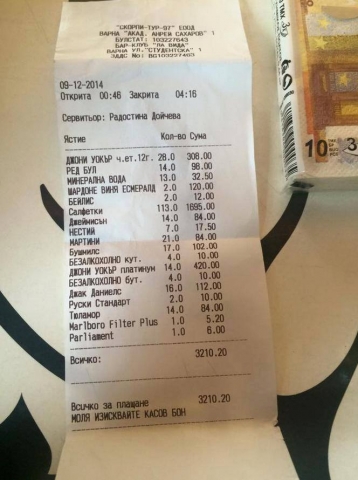 "СКОРПИ-ТУР-97" ЕООД
ВАРНА "АКАД. АНРЕЙ САХАРОВ" 1
БУЛСТАТ: 103227643
БАР-КЛУБ "ЛА ВИДА"
ВАРНА УЛ."СТУДЕНТСКА" 1
ЗДДС No: BG103227463
09-12-2014
Открита 00:46 Закрита 04:16
Сервитьор: Радостина Дойчева
Ястие Кол-во Сума
ДЖОНИ УОКЪР ч.ет.12г. 28.0 308.00
РЕД БУЛ 14.0 98.00
МИНЕРАЛНА ВОДА 13.0 32.50
ШАРДОНЕ ВИНЯ ЕСМЕРАЛД 2.0 120.00
БЕЙЛИС 2.0 12.00
Салфетки 113.0 1695.00
Джеймисън 14.0 84.00
НЕСТИЙ 7.0 17.50
МАРТИНИ 21.0 84.00
Бушмилс 17.0 102.00
БЕЗАЛКОХОЛНО кут. 4.0 10.00
ДЖОНИ УОКЪР платинум 14.0 420.00
БЕЗАЛКОХОЛНО бут. 4.0 10.00
Джак Даниелс 16.0 112.00
Руски Стандарт 2.0 10.00
Тюламор 14.0 84.00
Marlboro Filter Plus 1.0 5.20
Parliament 1.0 6.00
Всичко: 3210.20
Всичко за плащане 3210.20
МОЛЯ ИЗИСКВАЙТЕ КАСОВ БОН
10